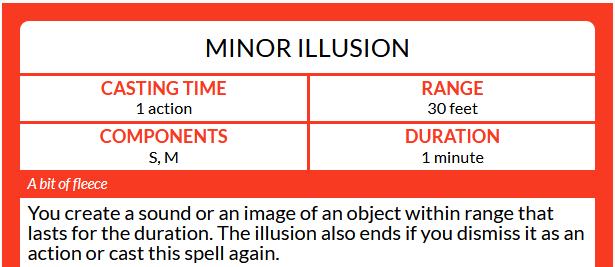 MINOR ILLUSION
CASTING TIME
1 action
RANGE
30 feet
COMPONENTS
S, M
DURATION
1 minute
A bit of fleece
You create a sound or an image of an object within range that
lasts for the duration. The illusion also ends if you dismiss it as an
action or cast this spell again.